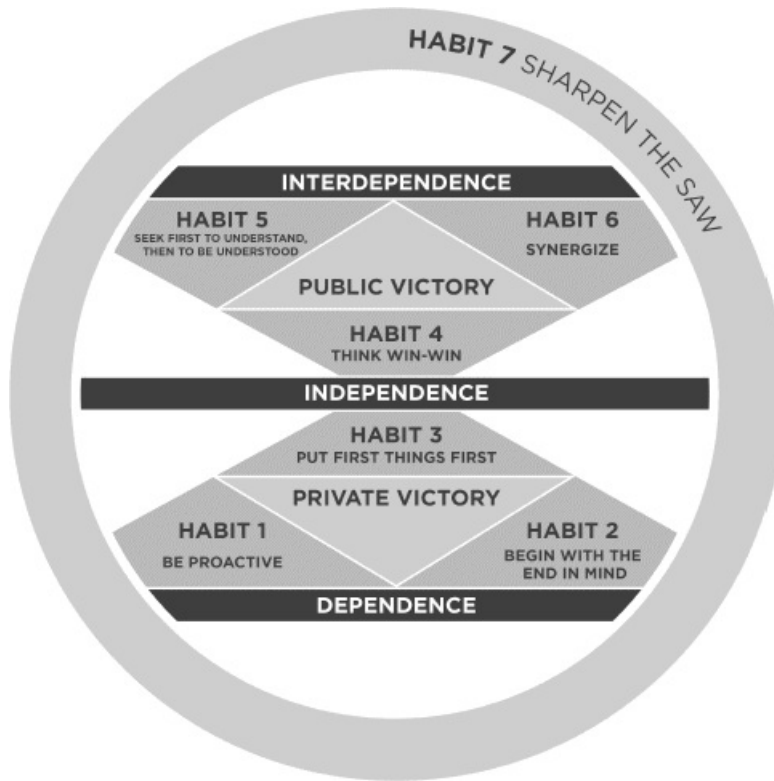 HABIT 7 SHARPEN THE SAW
INTERDEPENDENCE
HABIT 5
SEEK FIRST TO UNDERSTAND,
THEN TO BE UNDERSTOOD
HABIT 6
SYNERGIZE
PUBLIC VICTORY
HABIT 4
THINK WIN-WIN
INDEPENDENCE
HABIT 3
PUT FIRST THINGS FIRST
PRIVATE VICTORY
HABIT 1
BE PROACTIVE
HABIT 2
BEGIN WITH THE
END IN MIND
DEPENDENCE